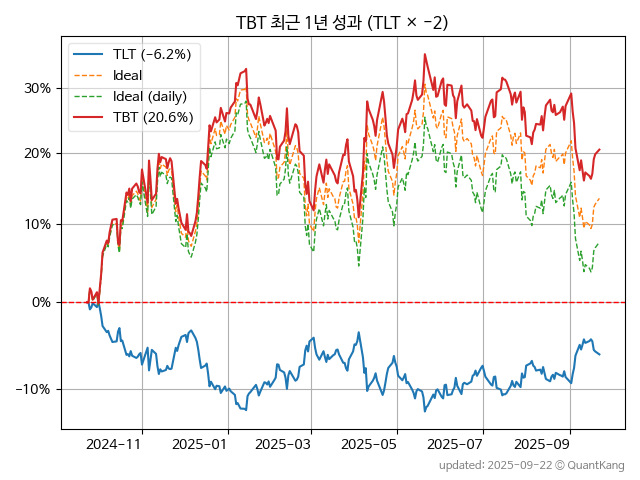 TBT 최근 1년 성과 (TLT × −2)
TLT (−6.2%)
Ideal
Ideal (daily)
TBT (20.6%)
30%
20%
10%
0%
−10%
2024-11
2025-01
2025-03
2025-05
2025-07
2025-09
updated: 2025-09-22 © QuantKang